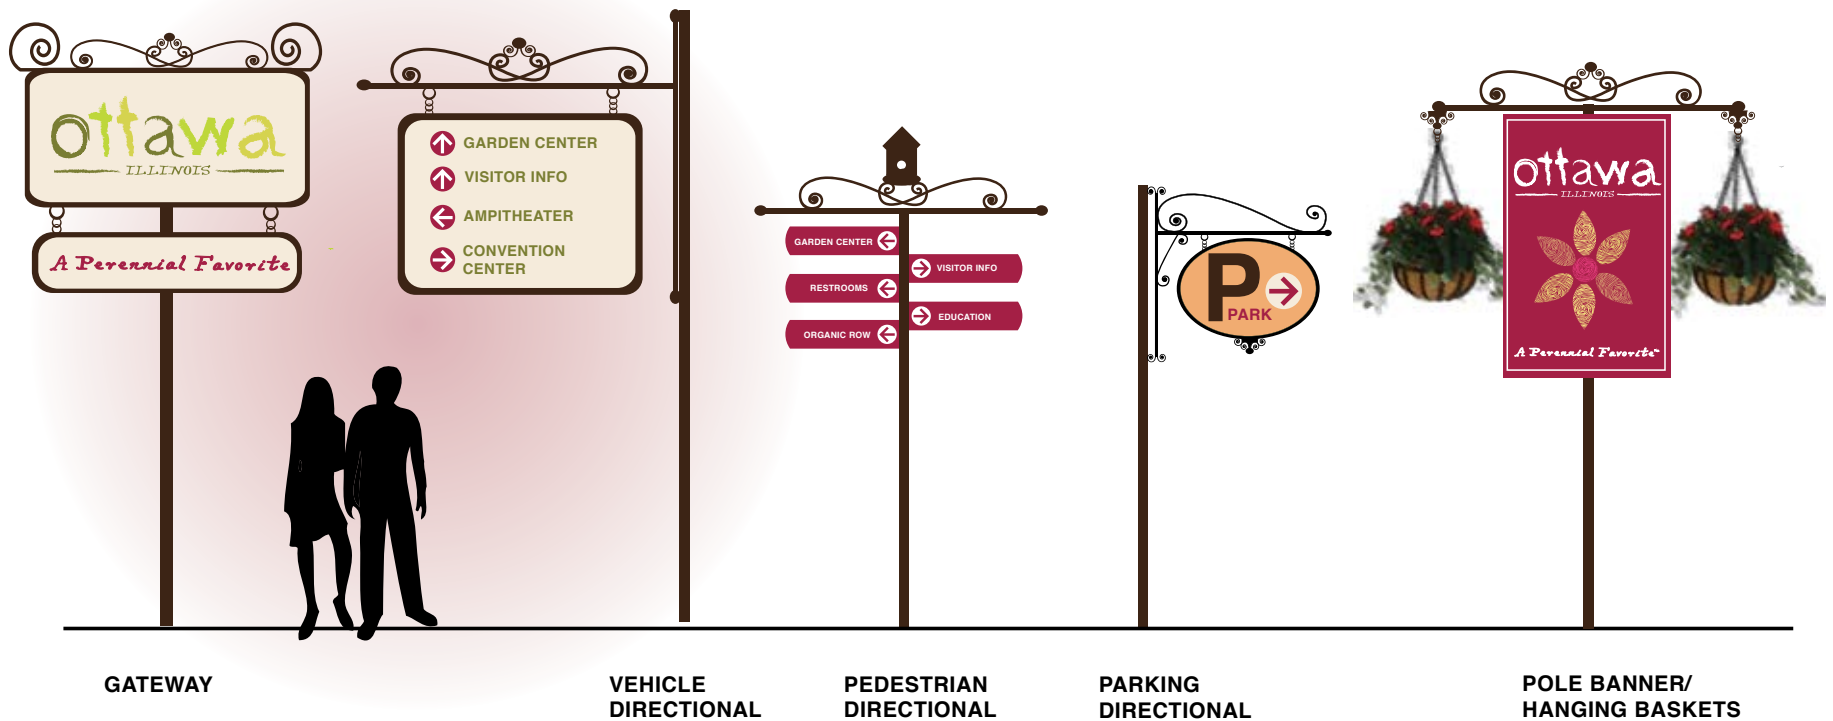 ottawa
ILLINOIS
A Perennial Favorite
GARDEN CENTER
VISITOR INFO
AMPITHEATER
CONVENTION
CENTER
GARDEN CENTER
VISITOR INFO
RESTROOMS
EDUCATION
ORGANIC ROW
P
PARK
ottawa
ILLINOIS
A Perennial Favorite™
GATEWAY
VEHICLE
DIRECTIONAL
PEDESTRIAN
DIRECTIONAL
PARKING
DIRECTIONAL
POLE BANNER/
HANGING BASKETS